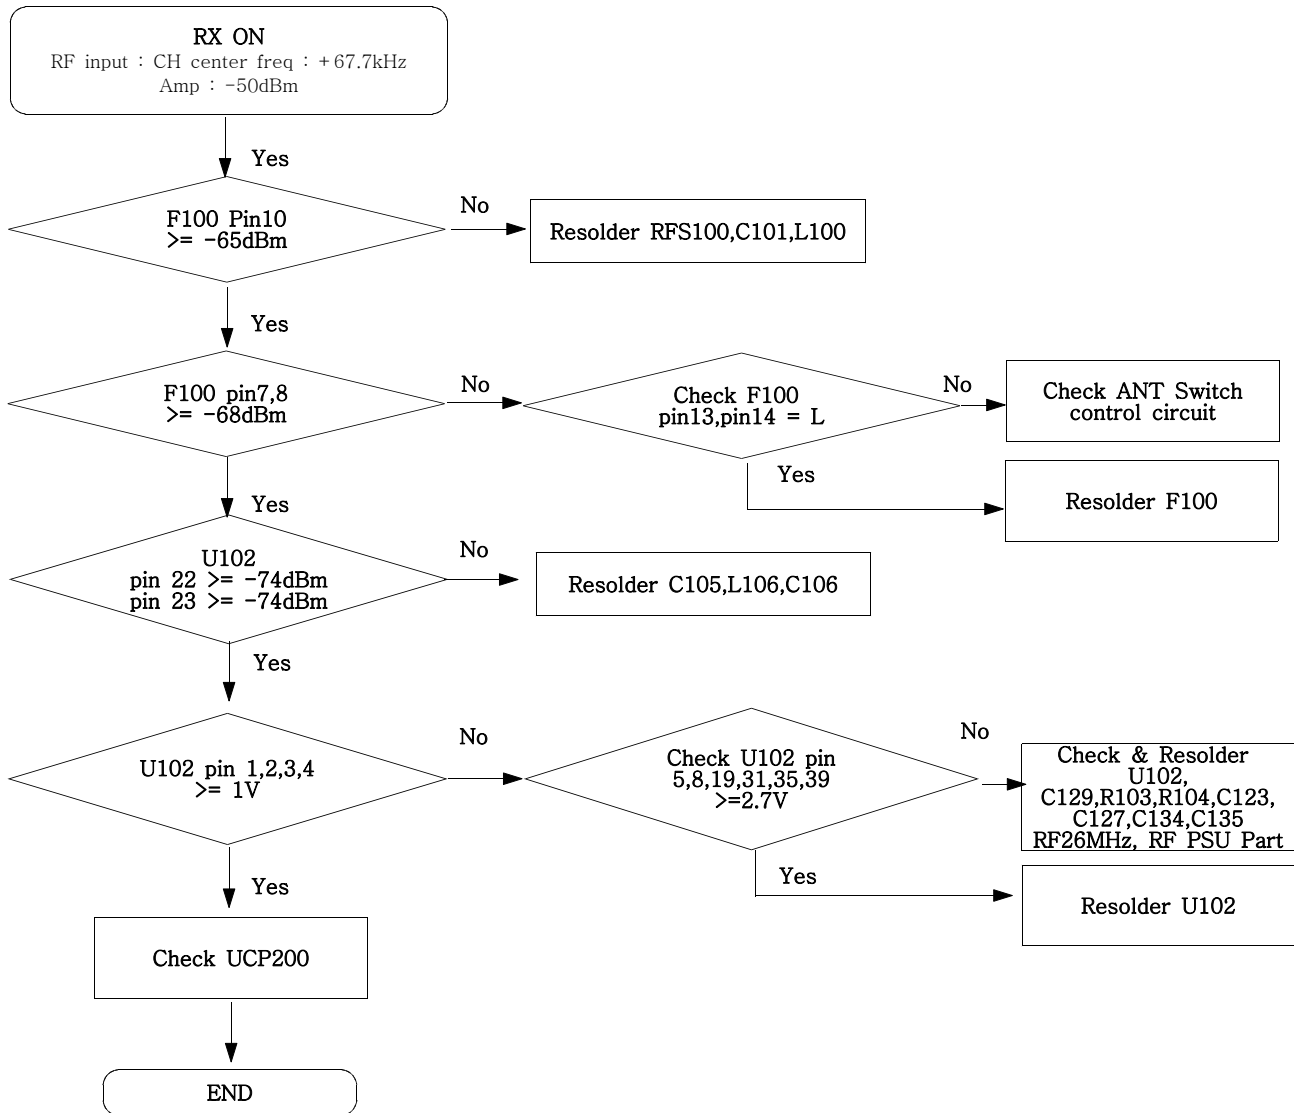 RX ON
RF input : CH center freq : +67.7kHz
Amp : -50dBm
Yes
F100 Pin10
>= -65dBm
No
Resolder RFS100,C101,L100
Yes
F100 pin7,8
>= -68dBm
No
Check F100
pin13,pin14 = L
No
Check ANT Switch
control circuit
Yes
Resolder F100
Yes
U102
pin 22 >= -74dBm
pin 23 >= -74dBm
No
Resolder C105,L106,C106
Yes
U102 pin 1,2,3,4
>= 1V
No
Check U102 pin
5,8,19,31,35,39
>=2.7V
No
Check & Resolder
U102,
C129,R103,R104,C123,
C127,C134,C135
RF26MHz, RF PSU Part
Yes
Resolder U102
Yes
Check UCP200
END